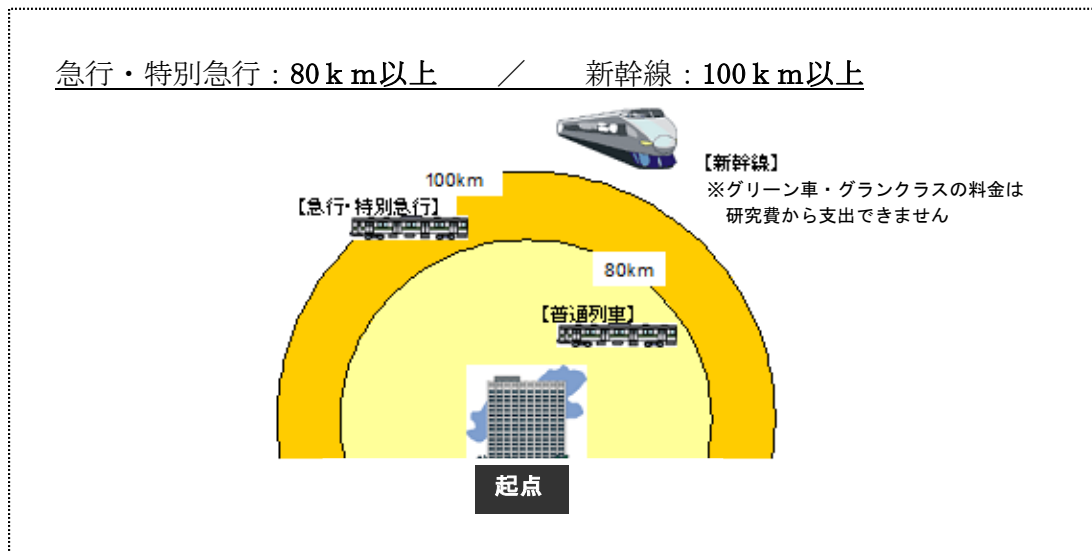 急行・特別急行：80ｋｍ以上　／　新幹線：100ｋｍ以上
100km
【新幹線】
※グリーン車・グランクラスの料金は
研究費から支出できません
【急行・特別急行】
80km
【普通列車】
起点